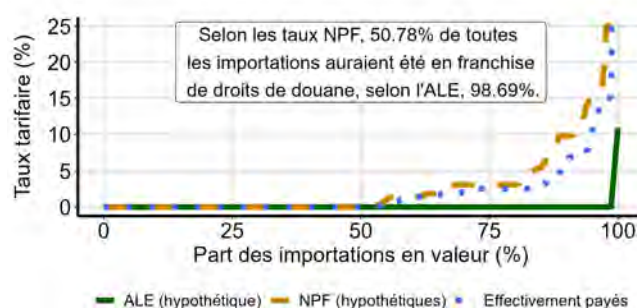 Taux tarifaire (%)
25
20
15
10
5
0
Selon les taux NPF, 50.78% de toutes
les importations auraient été en franchise
de droits de douane, selon l'ALE, 98.69%.
0 25 50 75 100
Part des importations en valeur (%)
ALE (hypothétique) NPF (hypothétiques) Effectivement payés